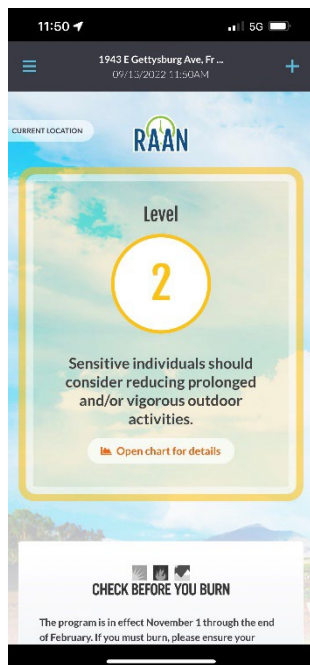 11:50
5G
1943 E Gettysburg Ave, Fr ...
09/13/2022 11:50AM
CURRENT LOCATION
RAAN
Level
2
Sensitive individuals should
consider reducing prolonged
and/or vigorous outdoor
activities.
Open chart for details
CHECK BEFORE YOU BURN
The program is in effect November 1 through the end
of February. If you must burn, please ensure your